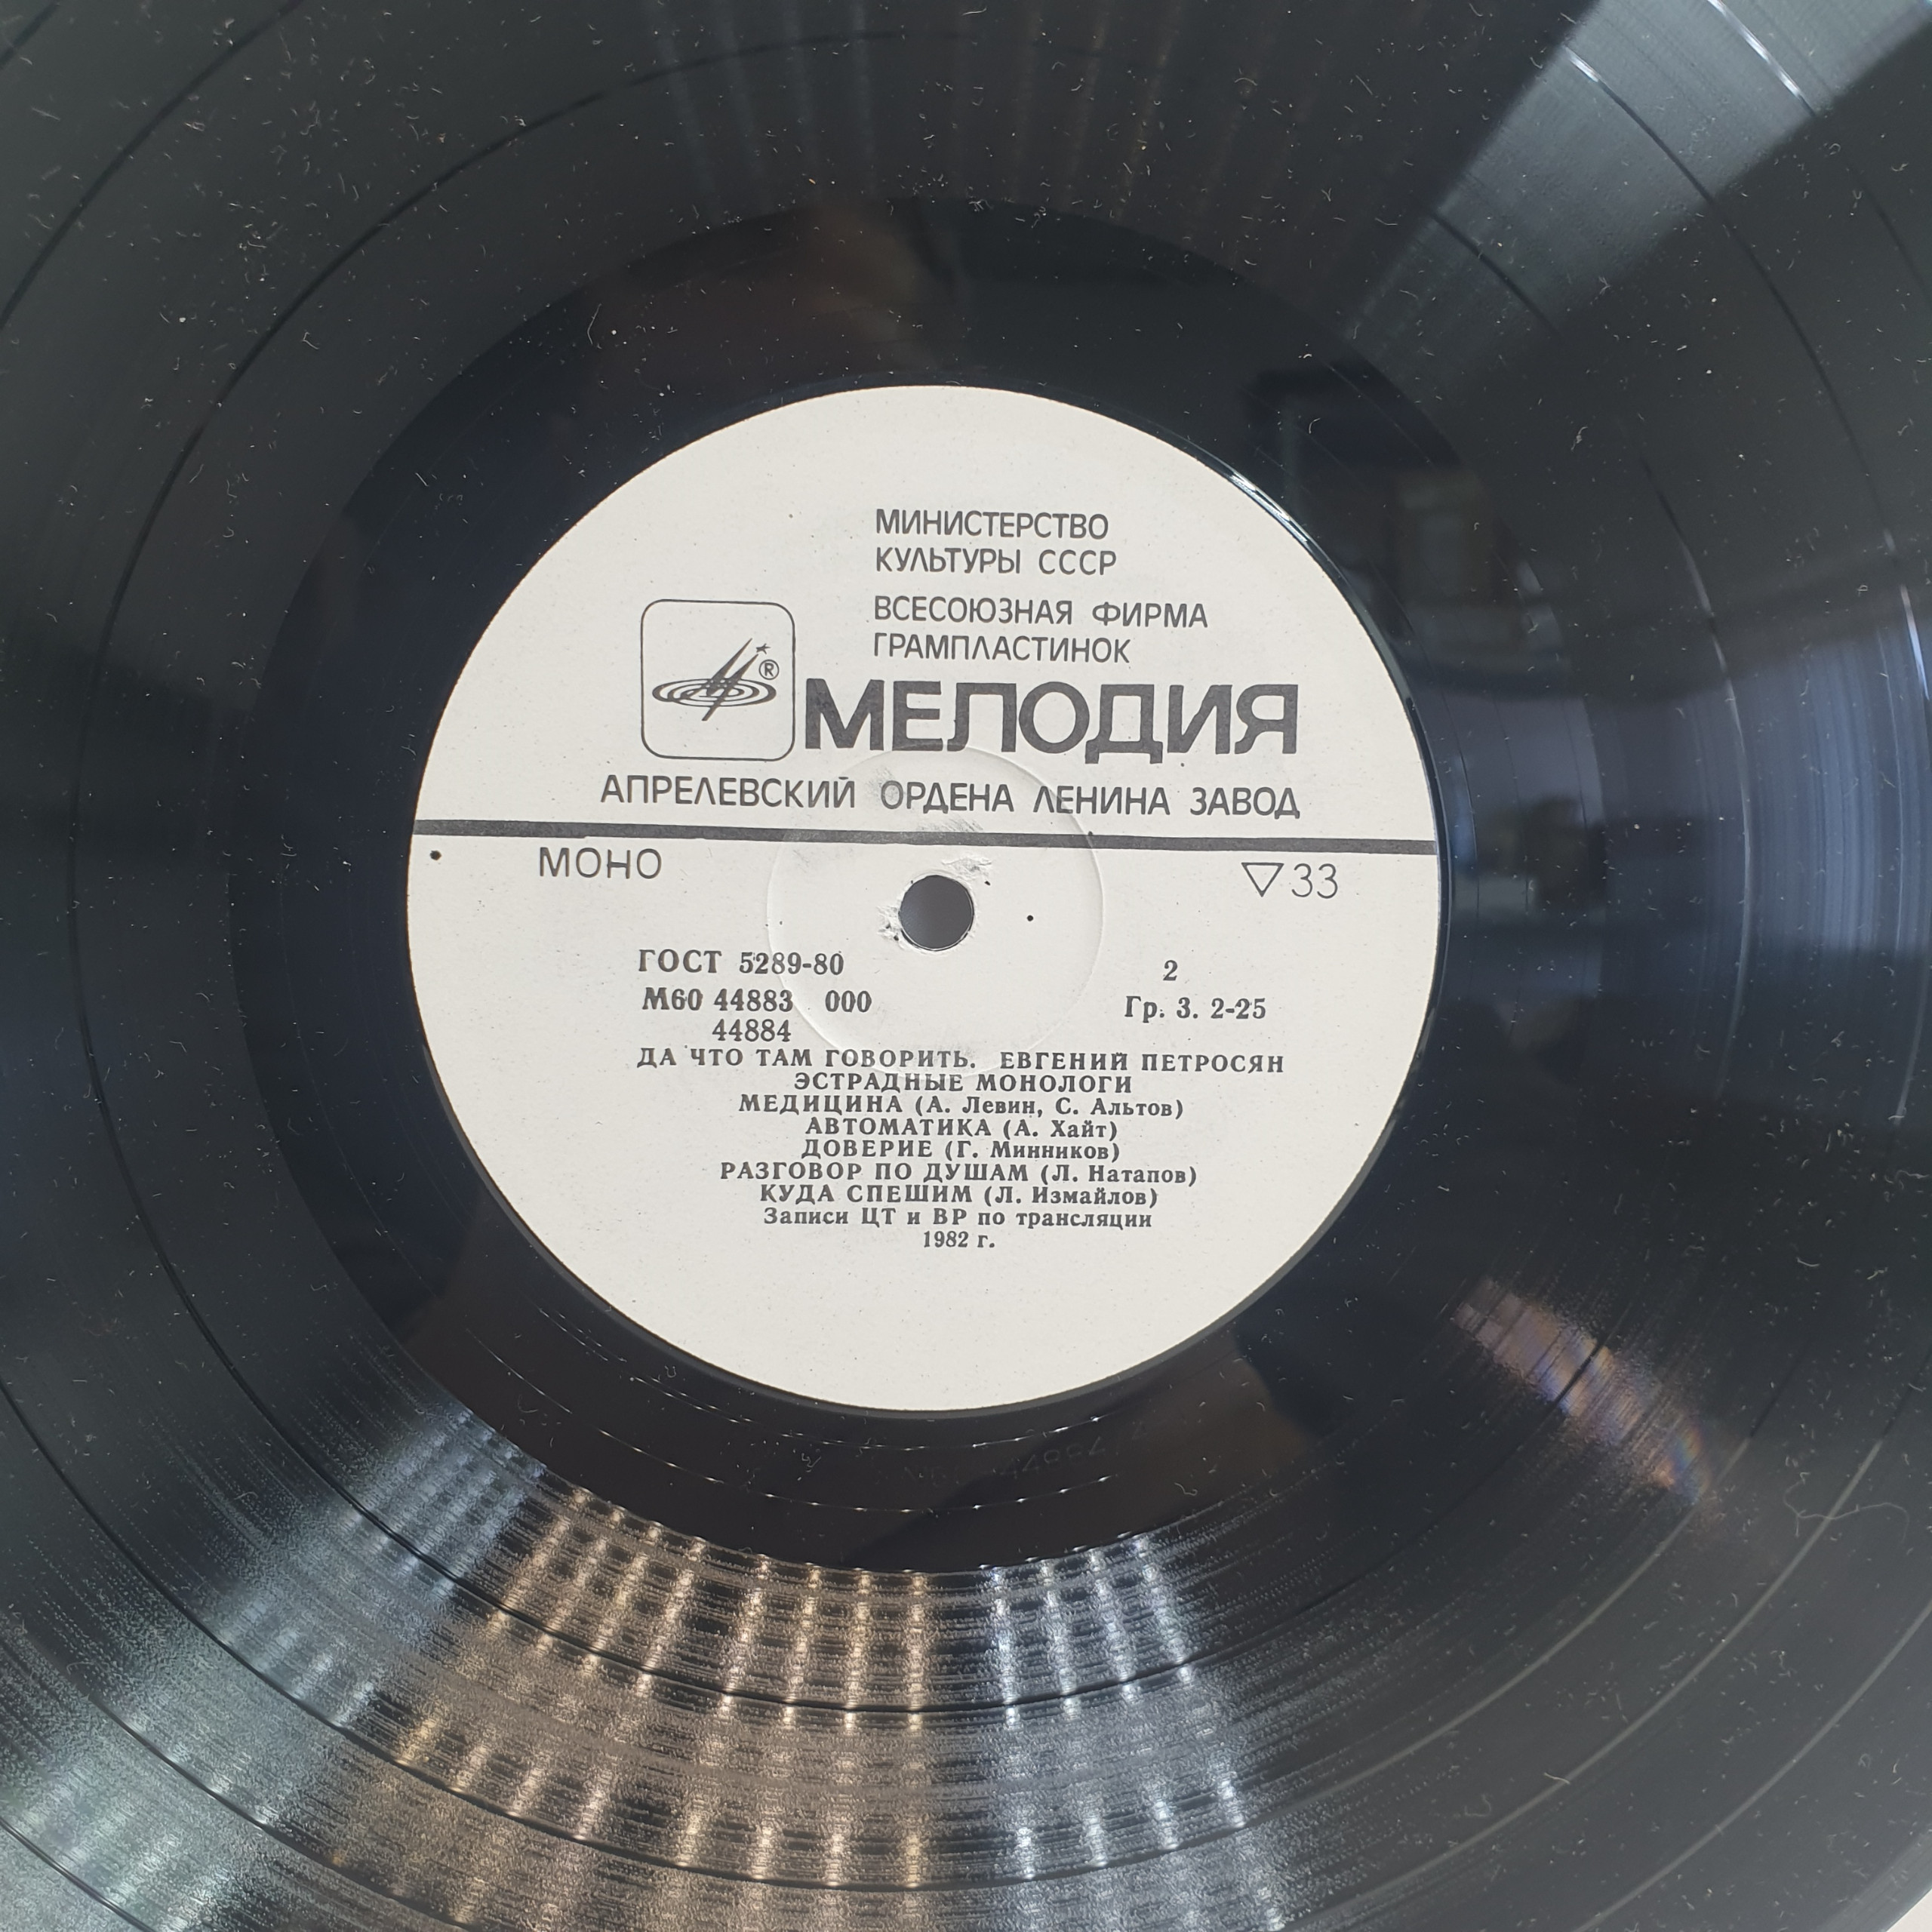 МИНИСТЕРСТВО
КУЛЬТУРЫ СССР
ВСЕСОЮЗНАЯ ФИРМА
ГРАМПЛАСТИНОК
®
МЕЛОДИЯ
АПРЕЛЕВСКИЙ ОРДЕНА ЛЕНИНА ЗАВОД
МОНО ▽33
ГОСТ 5289-80 2
М60 44883 000 Гр. 3. 2-25
44884
ДА ЧТО ТАМ ГОВОРИТЬ. ЕВГЕНИЙ ПЕТРОСЯН
ЭСТРАДНЫЕ МОНОЛОГИ
МЕДИЦИНА (А. Левин, С. Альтов)
АВТОМАТИКА (А. Хайт)
ДОВЕРИЕ (Г. Минников)
РАЗГОВОР ПО ДУШАМ (Л. Натапов)
КУДА СПЕШИМ (Л. Измайлов)
Записи ЦТ и ВР по трансляции
1982 г.